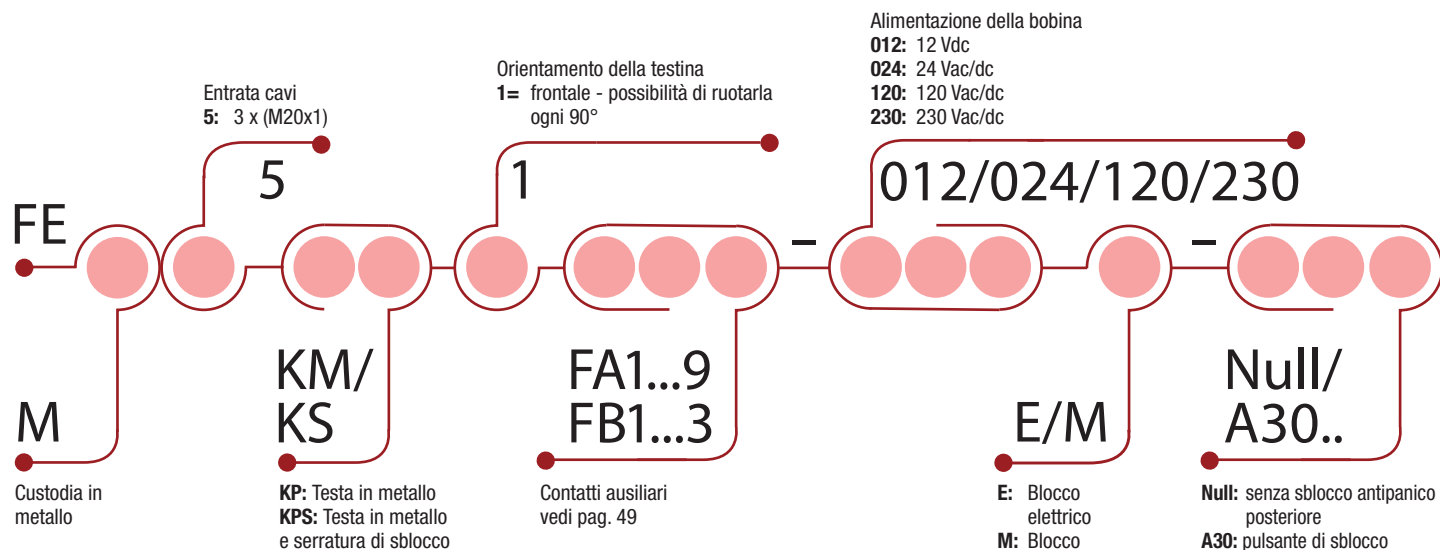 Alimentazione della bobina
012: 12 Vdc
024: 24 Vac/dc
120: 120 Vac/dc
230: 230 Vac/dc
Orientamento della testina
1= frontale - possibilità di ruotarla
ogni 90°
Entrata cavi
5: 3 x (M20x1)
5
1
012/024/120/230
FE
-
-
M
KM/
KS
FA1...9
FB1...3
E/M
Null/
A30..
Custodia in
metallo
KP: Testa in metallo
KPS: Testa in metallo
e serratura di sblocco
Contatti ausiliari
vedi pag. 49
E: Blocco
elettrico
M: Blocco
Null: senza sblocco antipanico
posteriore
A30: pulsante di sblocco